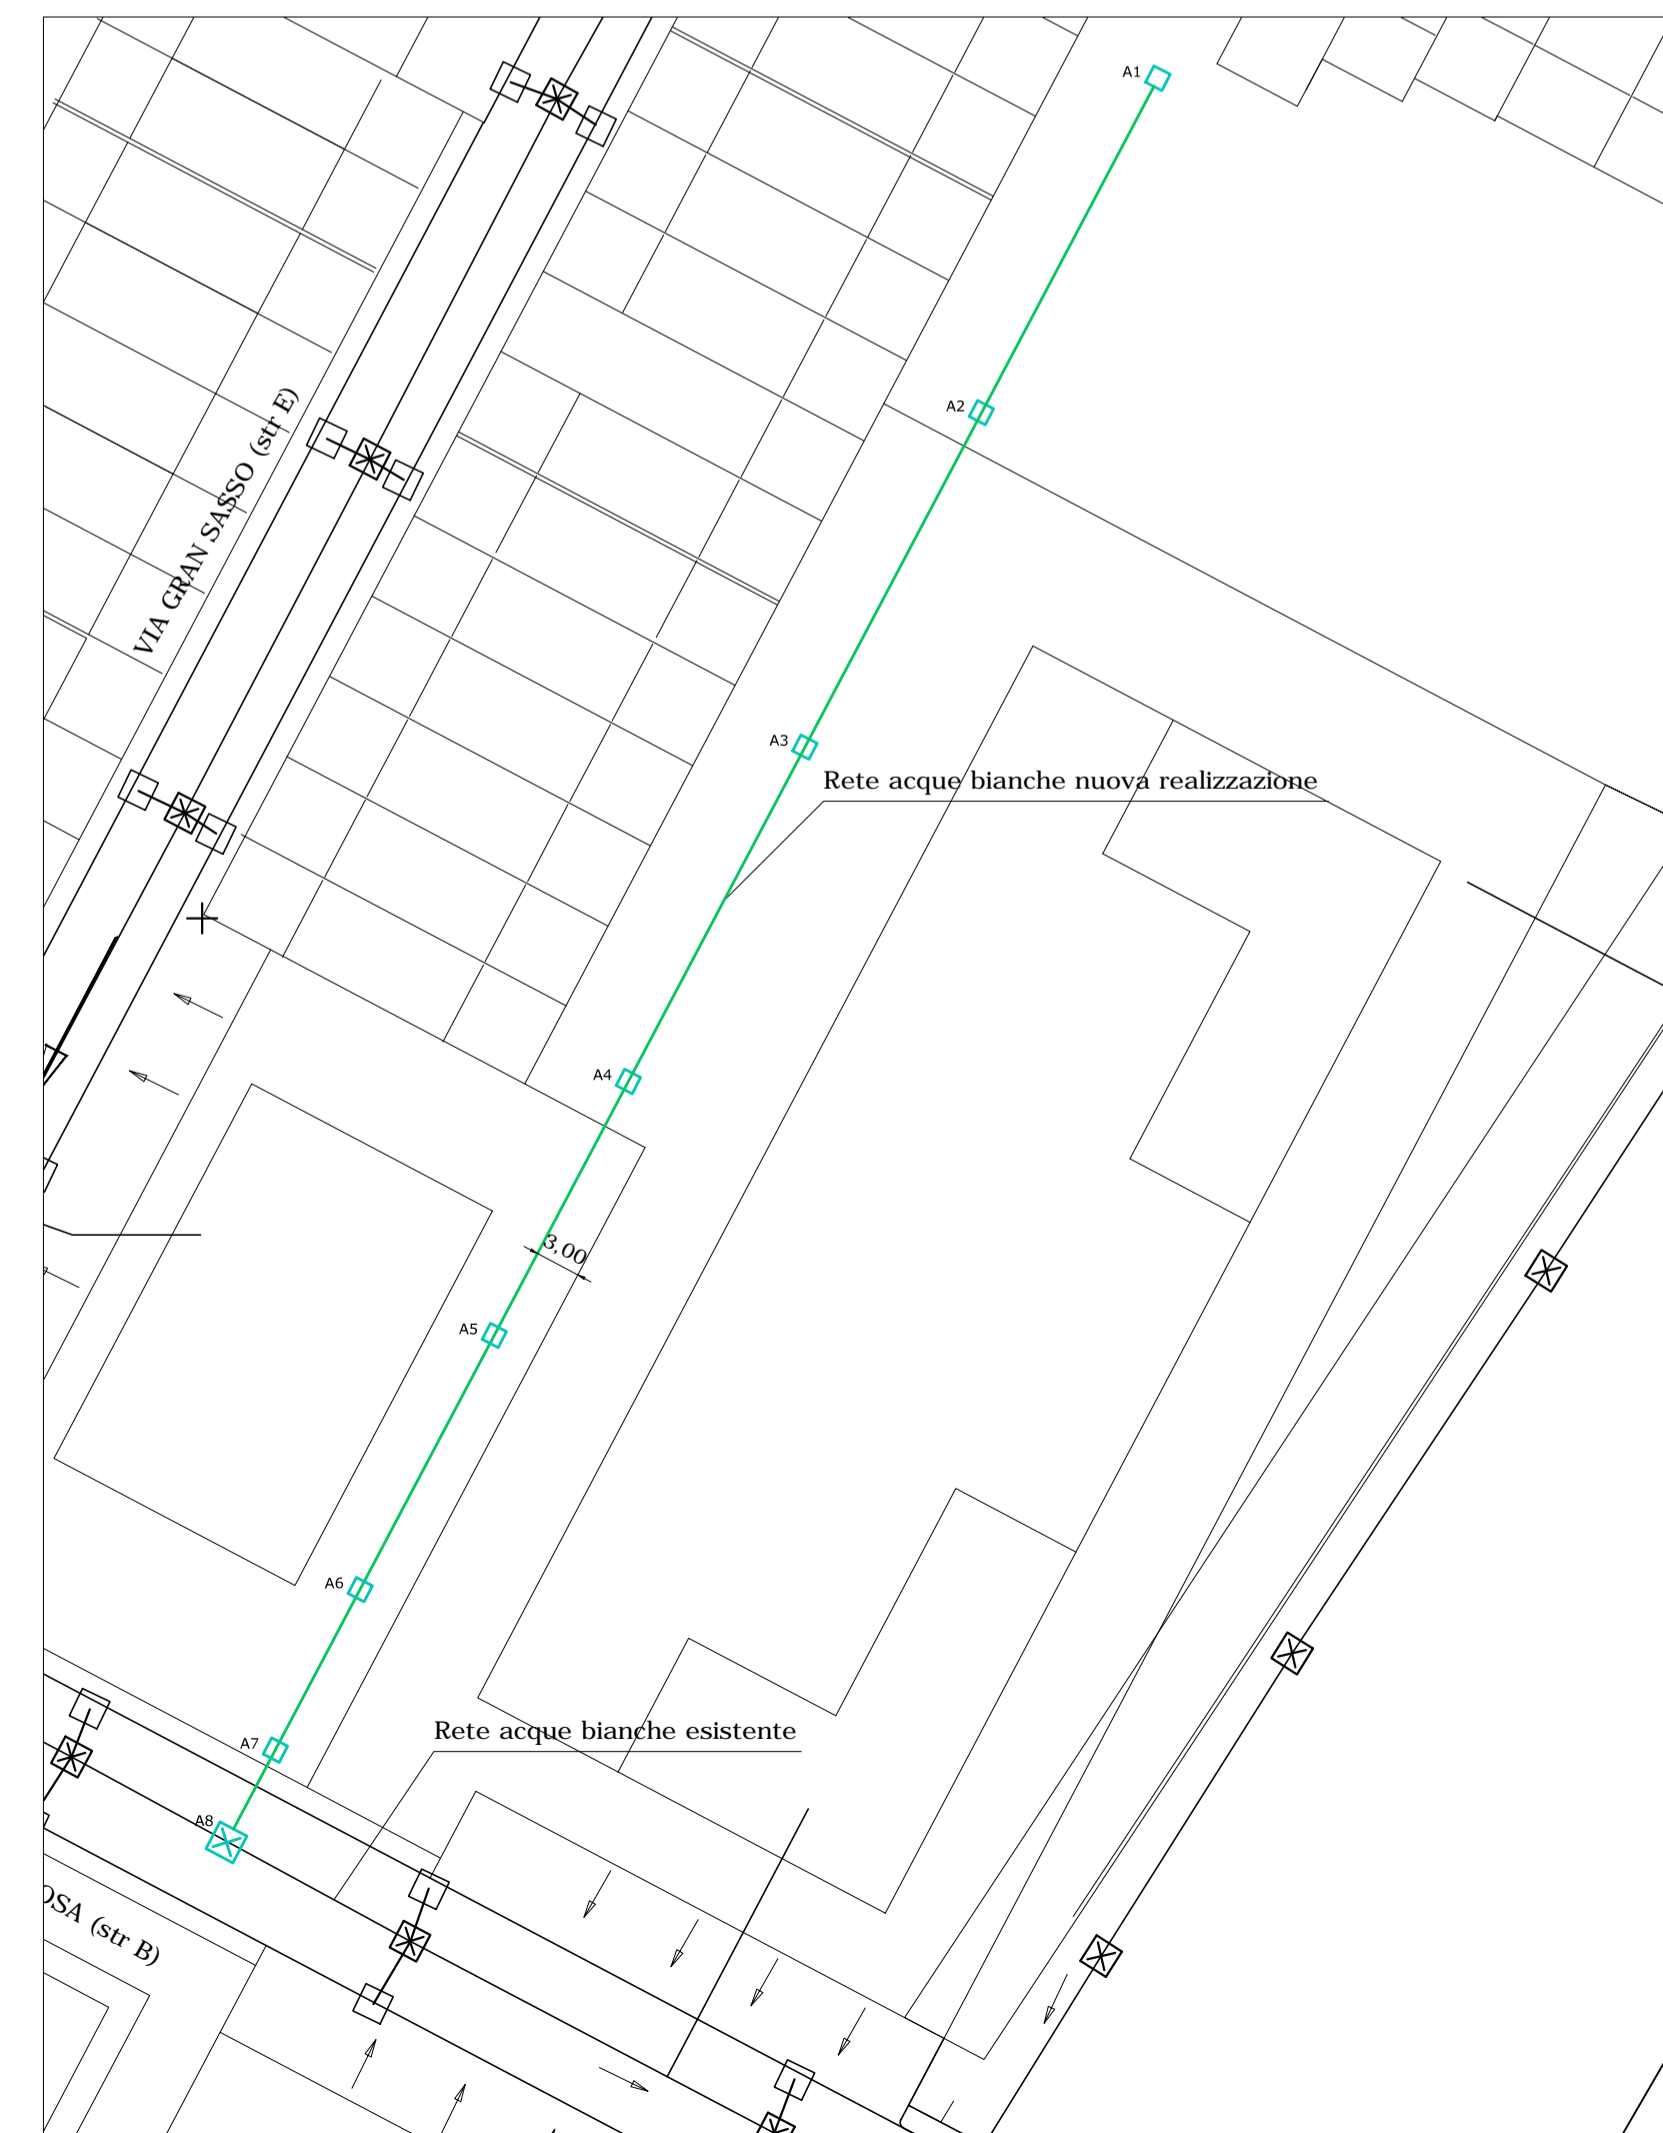 A1
A2
VIA GRAN SASSO (str E)
A3
Rete acque bianche nuova realizzazione
A4
3,00
A5
A6
A7
Rete acque bianche esistente
A8
OSA (str B)